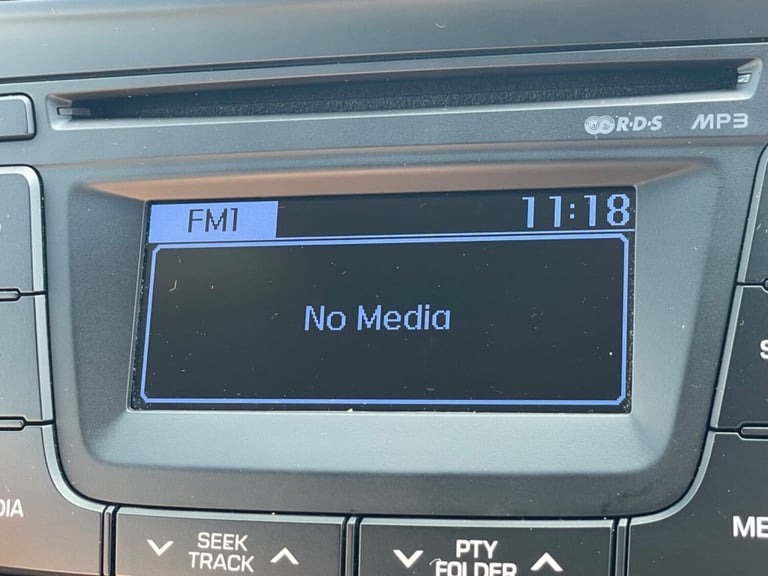 R·D·S MP3
FM1 11:18
No Media
SEEK
TRACK
PTY
FOLDER